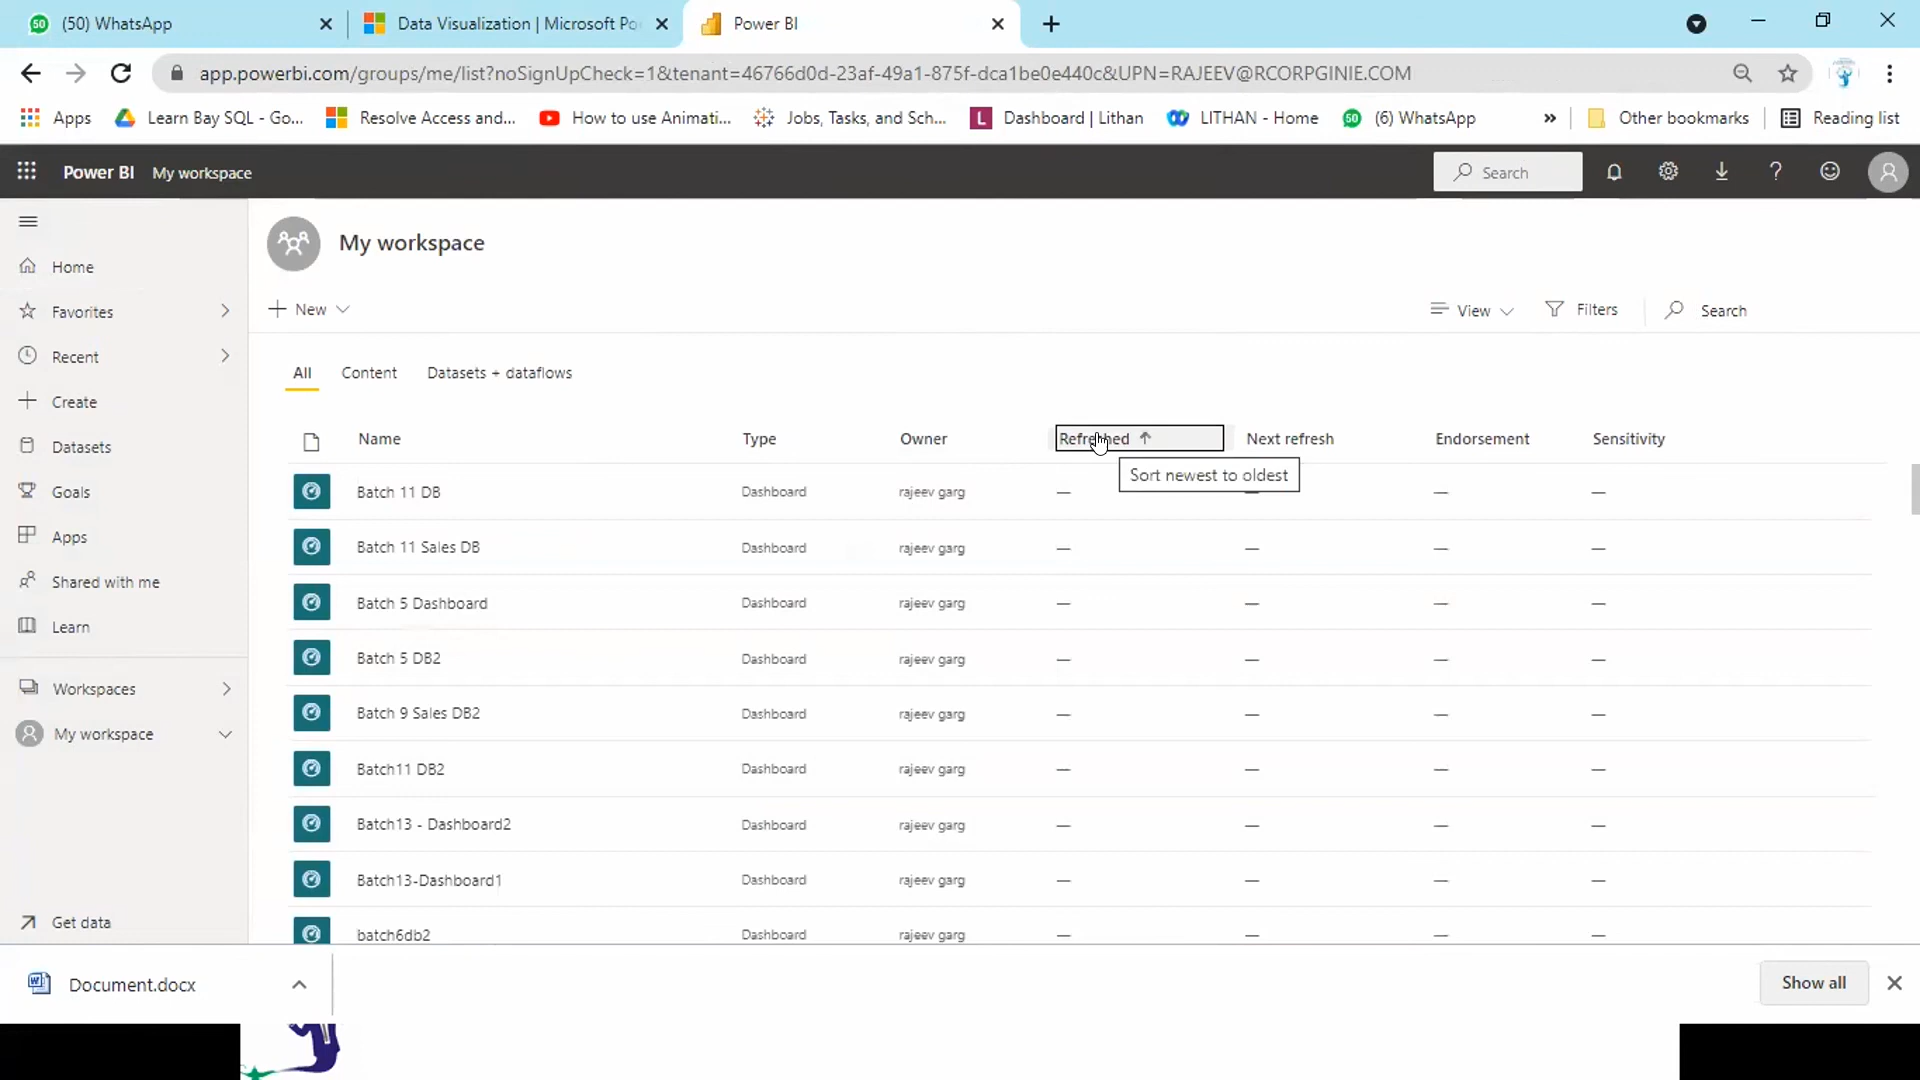 (50) WhatsApp
Data Visualization | Microsoft Po
Power BI
app.powerbi.com/groups/me/list?noSignUpCheck=1&tenant=46766d0d-23af-49a1-875f-dca1be0e440c&UPN=RAJEEV@RCORPGINIE.COM
Apps
Learn Bay SQL - Go...
Resolve Access and...
How to use Animati...
Jobs, Tasks, and Sch...
Dashboard | Lithan
LITHAN - Home
(6) WhatsApp
Other bookmarks
Reading list
Power BI My workspace
Search
Home
Favorites
Recent
Create
Datasets
Goals
Apps
Shared with me
Learn
Workspaces
My workspace
Get data
My workspace
New
View
Filters
Search
All Content Datasets + dataflows
Name Type Owner Refreshed Next refresh Endorsement Sensitivity
Sort newest to oldest
Batch 11 DB Dashboard rajeev garg — — — —
Batch 11 Sales DB Dashboard rajeev garg — — — —
Batch 5 Dashboard Dashboard rajeev garg — — — —
Batch 5 DB2 Dashboard rajeev garg — — — —
Batch 9 Sales DB2 Dashboard rajeev garg — — — —
Batch11 DB2 Dashboard rajeev garg — — — —
Batch13 - Dashboard2 Dashboard rajeev garg — — — —
Batch13-Dashboard1 Dashboard rajeev garg — — — —
batch6db2 Dashboard rajeev garg — — — —
Document.docx
Show all